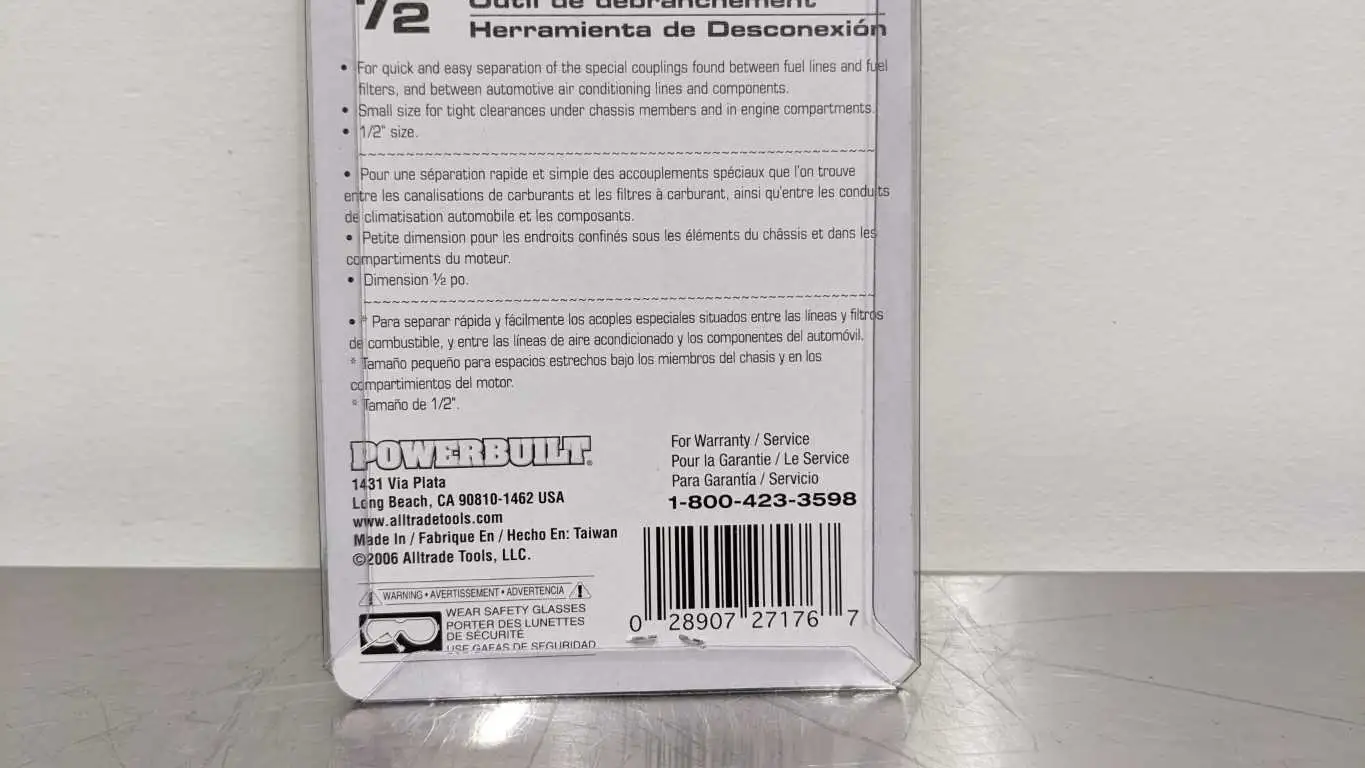 1/2
Outil de débranchement
Herramienta de Desconexión
• For quick and easy separation of the special couplings found between fuel lines and fuel
filters, and between automotive air conditioning lines and components.
• Small size for tight clearances under chassis members and in engine compartments.
• 1/2" size.
• Pour une séparation rapide et simple des accouplements spéciaux que l'on trouve
entre les canalisations de carburants et les filtres à carburant, ainsi qu'entre les conduits
de climatisation automobile et les composants.
• Petite dimension pour les endroits confinés sous les éléments du châssis et dans les
compartiments du moteur.
• Dimension ½ po.
• * Para separar rápida y fácilmente los acoples especiales situados entre las líneas y filtros
de combustible, y entre las líneas de aire acondicionado y los componentes del automóvil.
* Tamaño pequeño para espacios estrechos bajo los miembros del chasis y en los
compartimientos del motor.
* Tamaño de 1/2".
POWERBUILT®
1431 Via Plata
Long Beach, CA 90810-1462 USA
www.alltradetools.com
Made in / Fabrique En / Hecho En: Taiwan
©2006 Alltrade Tools, LLC.
For Warranty / Service
Pour la Garantie / Le Service
Para Garantía / Servicio
1-800-423-3598
WARNING • AVERTISSEMENT • ADVERTENCIA
WEAR SAFETY GLASSES
PORTER DES LUNETTES
DE SÉCURITÉ
USE GAFAS DE SEGURIDAD
0 28907 27176 7